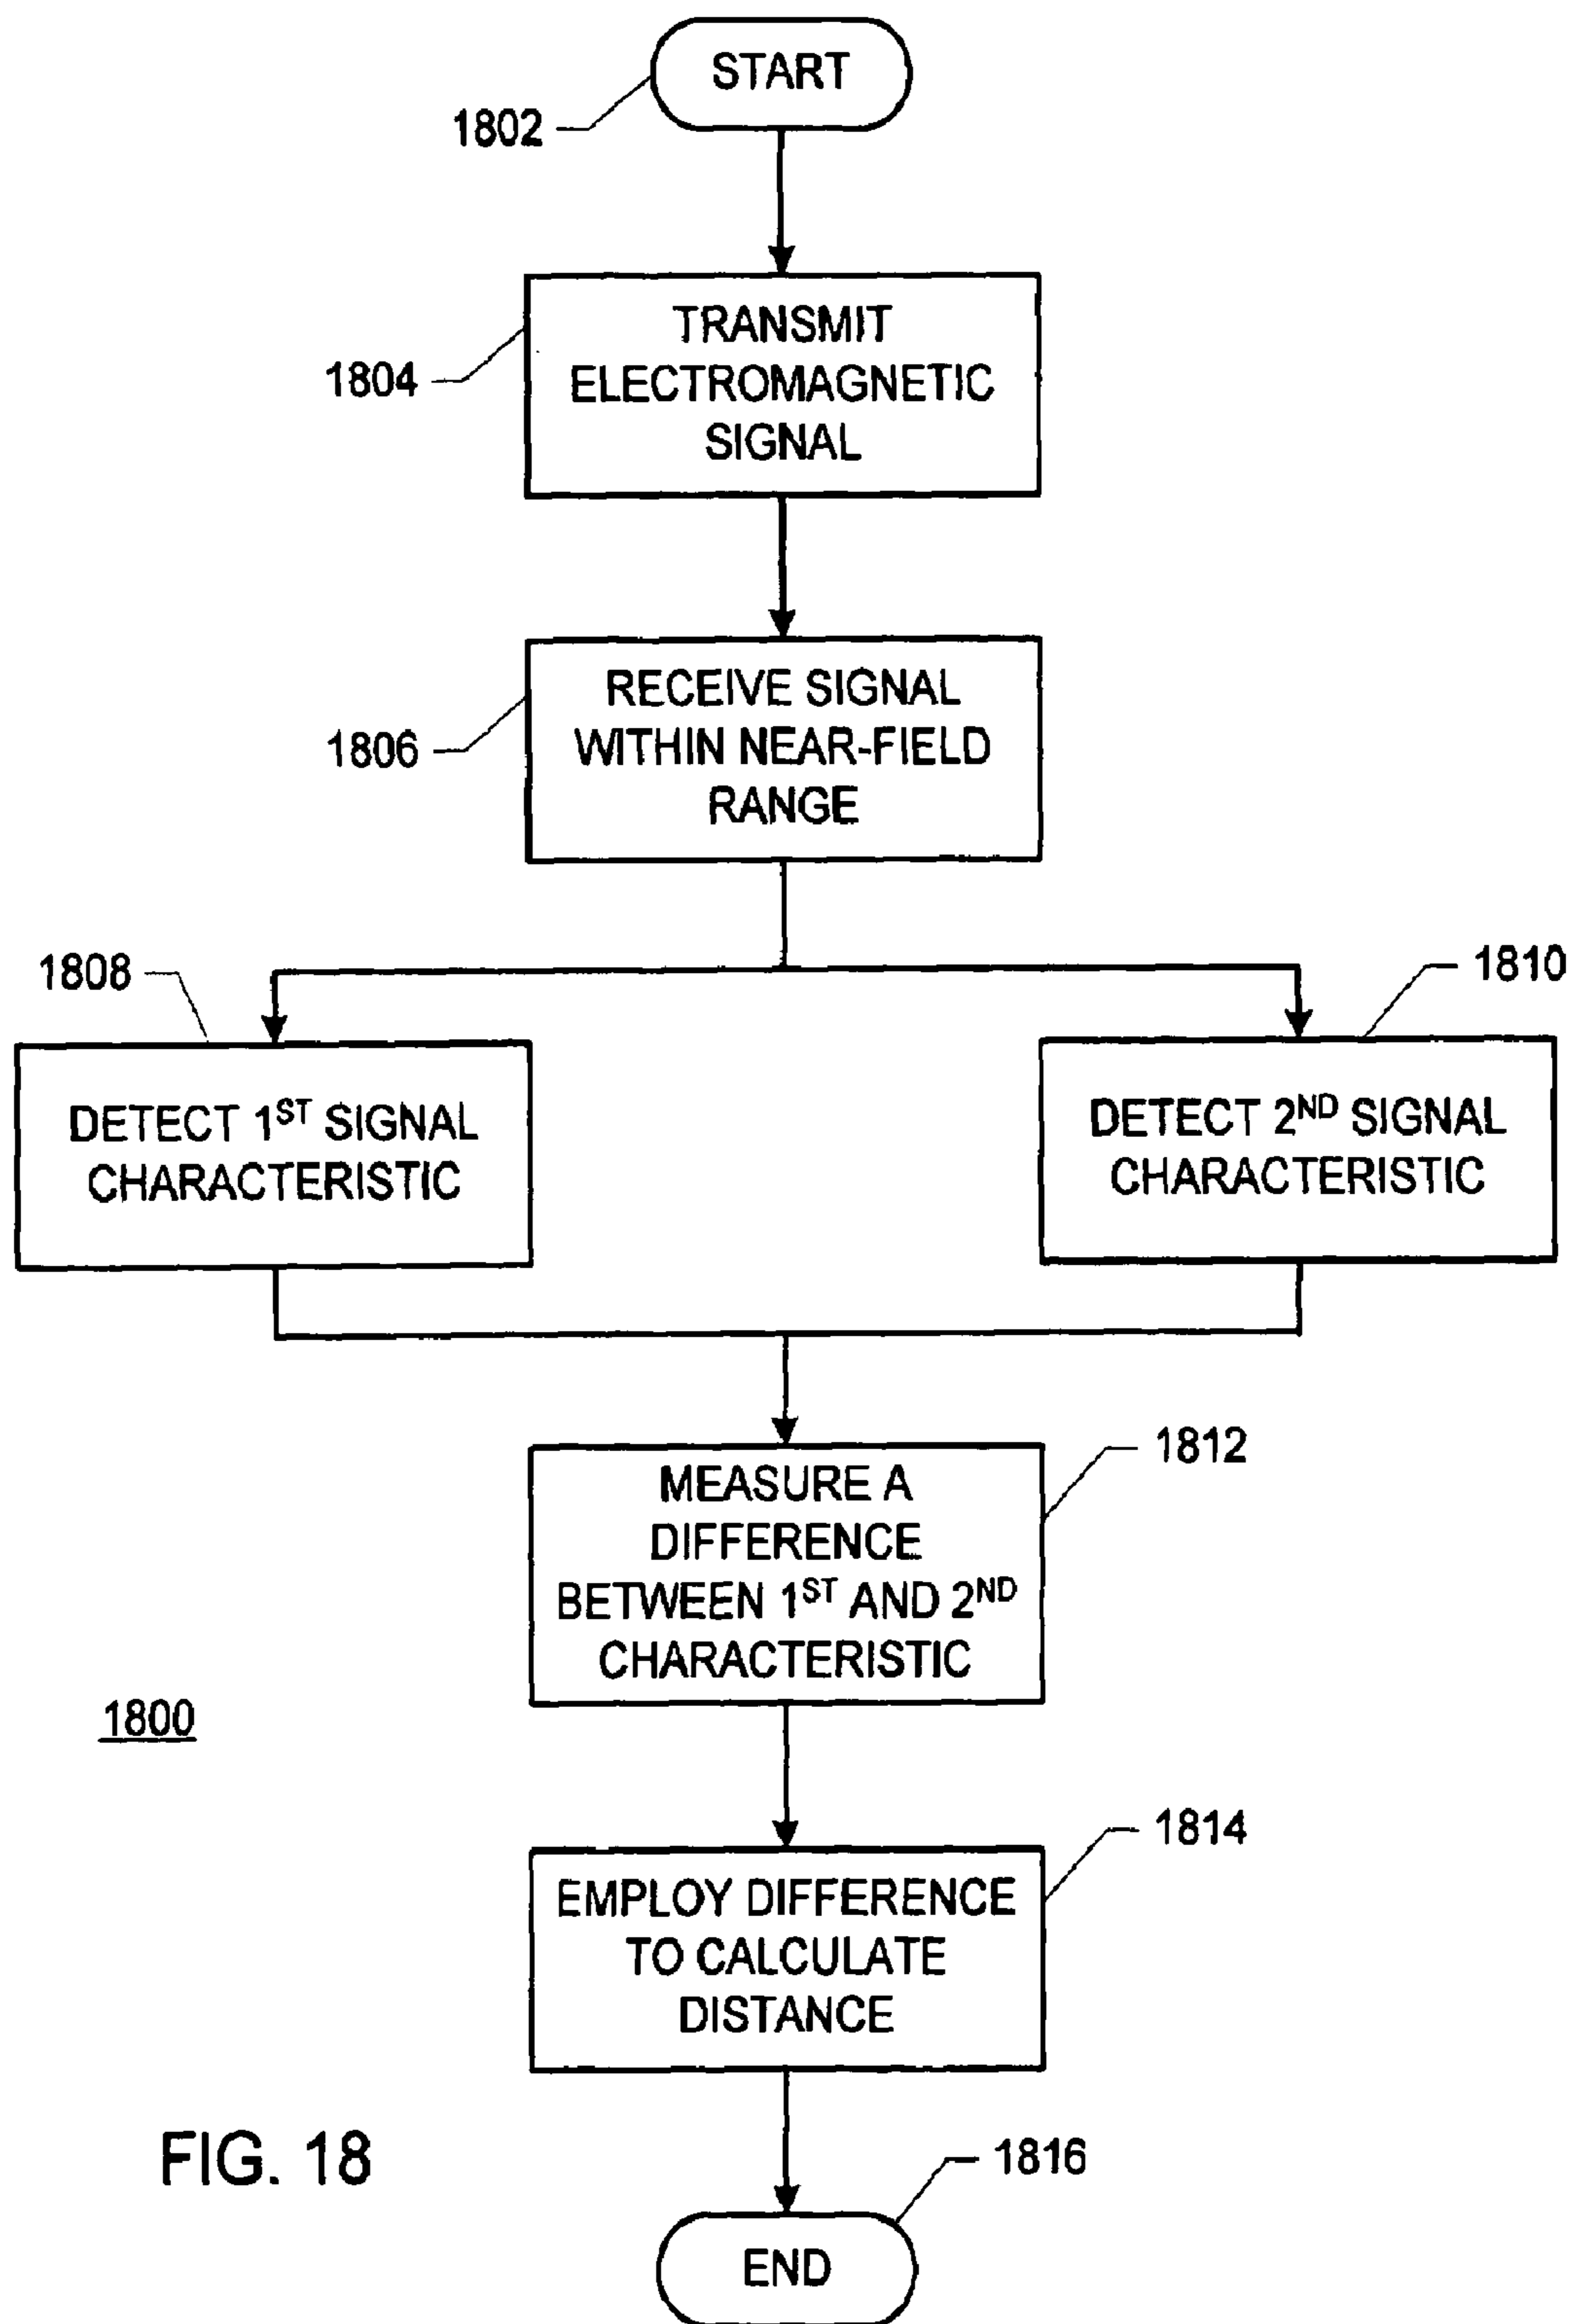 START
1802
TRANSMIT
ELECTROMAGNETIC
SIGNAL
1804
RECEIVE SIGNAL
WITHIN NEAR-FIELD
RANGE
1806
1808
1810
DETECT 1ST SIGNAL
CHARACTERISTIC
DETECT 2ND SIGNAL
CHARACTERISTIC
1812
MEASURE A
DIFFERENCE
BETWEEN 1ST AND 2ND
CHARACTERISTIC
1800
1814
EMPLOY DIFFERENCE
TO CALCULATE
DISTANCE
FIG. 18
1816
END